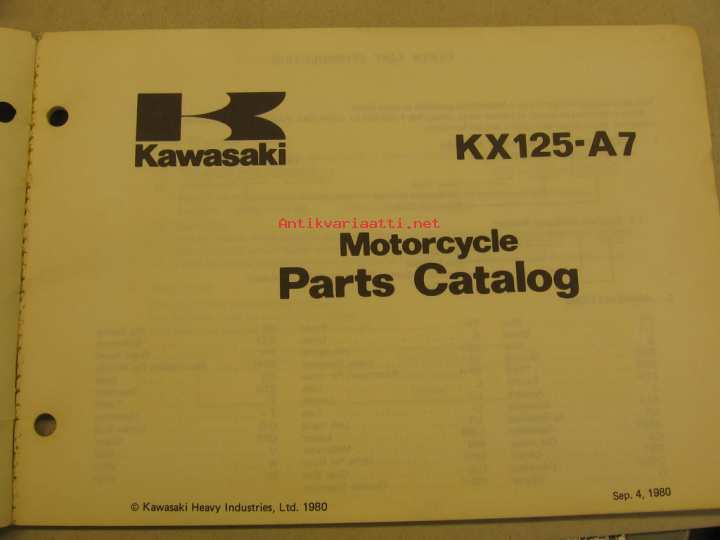 Kawasaki
KX125-A7
Antikvariaatti.net
Motorcycle
Parts Catalog
© Kawasaki Heavy Industries, Ltd. 1980
Sep. 4, 1980